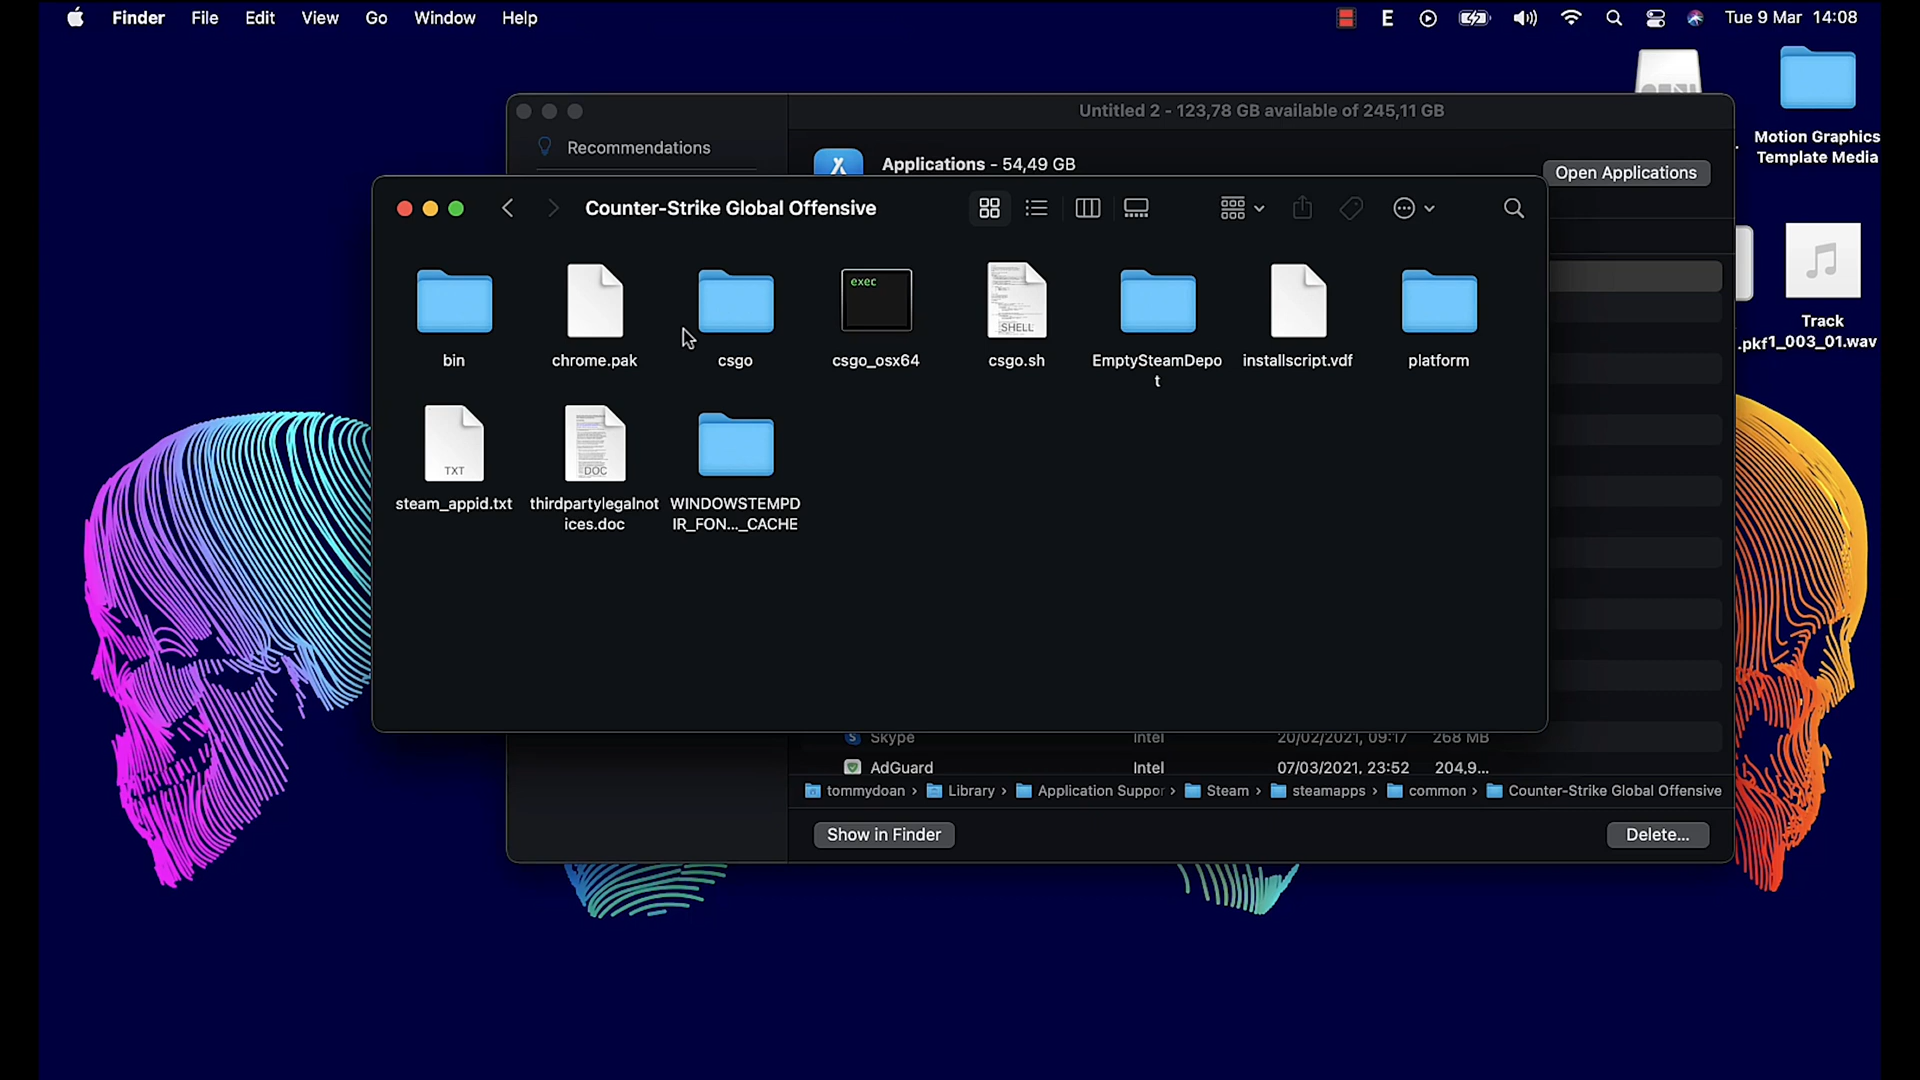 Finder File Edit View Go Window Help
E
Tue 9 Mar 14:08
Motion Graphics
Template Media
Untitled 2 - 123,78 GB available of 245,11 GB
Recommendations
Applications - 54,49 GB
Open Applications
Counter-Strike Global Offensive
exec
SHELL
bin
chrome.pak
csgo
csgo_osx64
csgo.sh
EmptySteamDepo
t
installscript.vdf
platform
Track
.pkf1_003_01.wav
TXT
DOC
steam_appid.txt
thirdpartylegalnot
ices.doc
WINDOWSTEMPD
IR_FON..._CACHE
Skype Intel 20/02/2021, 09:17 268 MB
AdGuard Intel 07/03/2021, 23:52 204,9...
tommydoan › Library › Application Suppor › Steam › steamapps › common › Counter-Strike Global Offensive
Show in Finder
Delete...